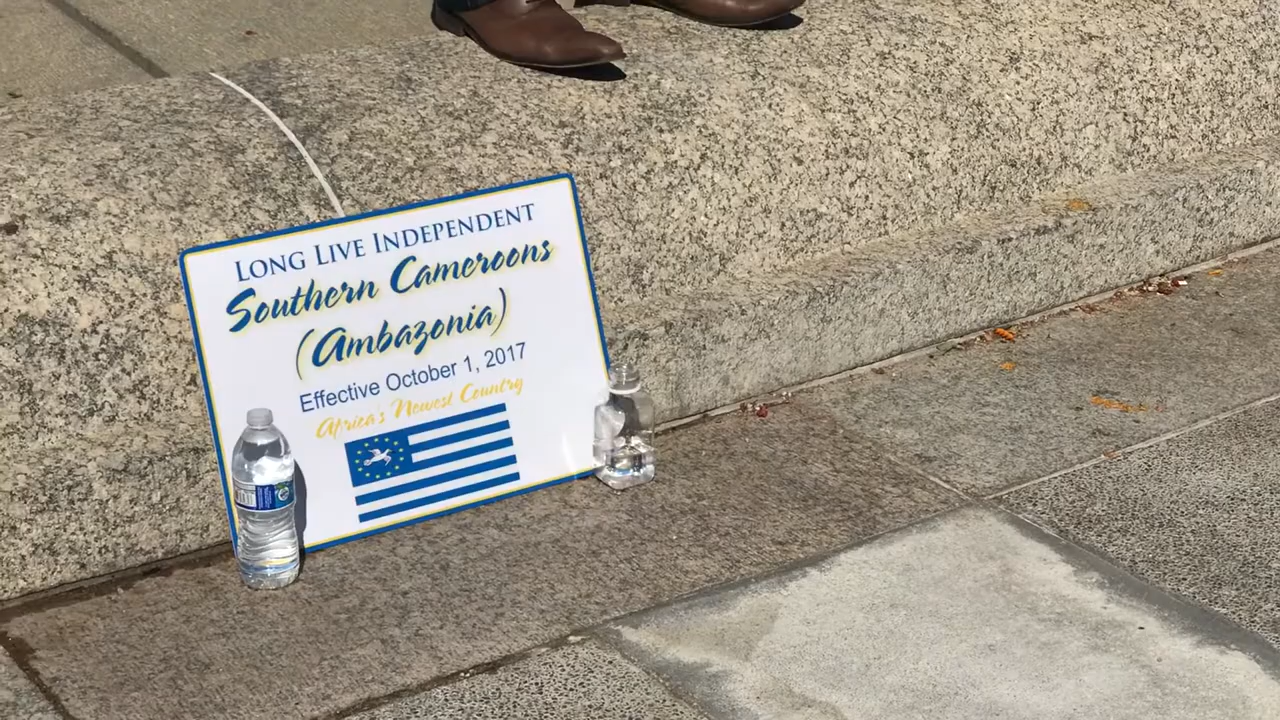 LONG LIVE INDEPENDENT
Southern Cameroons
(Ambazonia)
Effective October 1, 2017
Africa's Newest Country